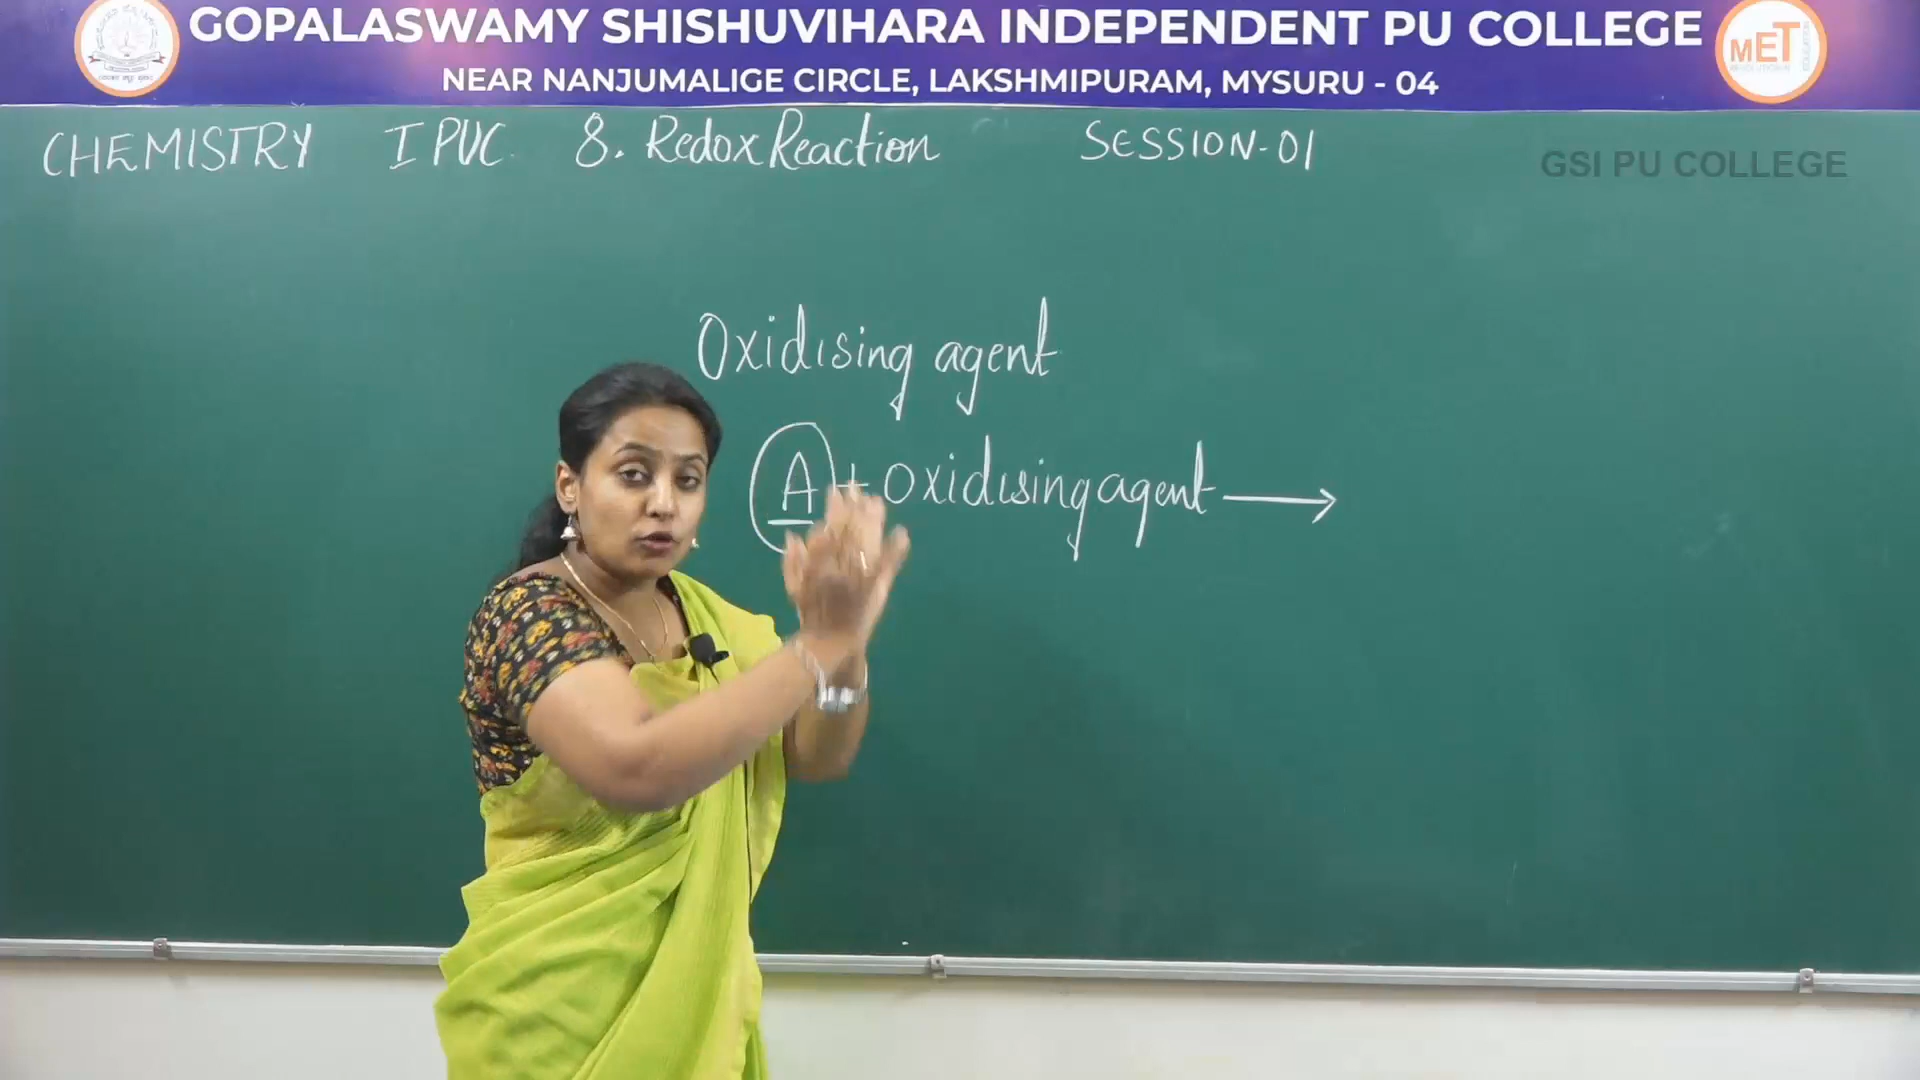 GOPALASWAMY SHISHUVIHARA INDEPENDENT PU COLLEGE
NEAR NANJUMALIGE CIRCLE, LAKSHMIPURAM, MYSURU - 04
MET
CHEMISTRY I PUC. 8. Redox Reaction SESSION-01
GSI PU COLLEGE
Oxidising agent
A + Oxidising agent →